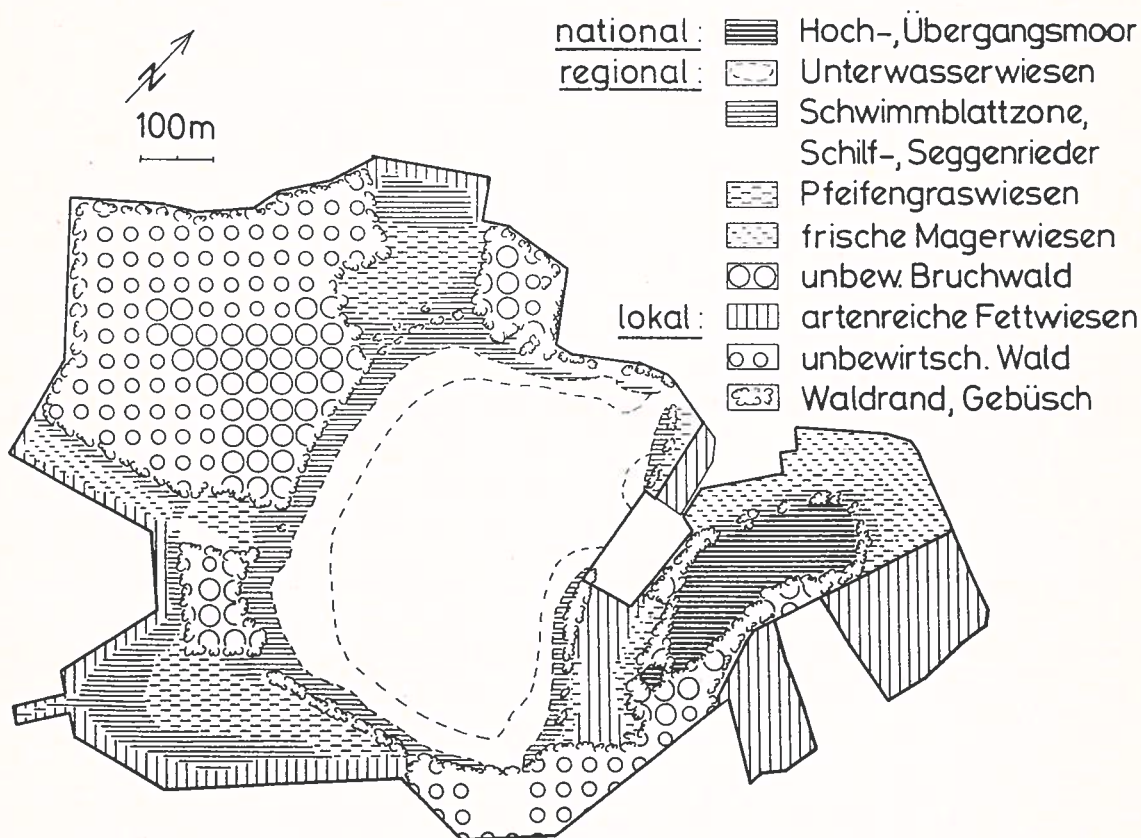 N
100m
national: Hoch-, Übergangsmoor
regional: Unterwasserwiesen
Schwimmblattzone,
Schilf-, Seggenrieder
Pfeifengraswiesen
frische Magerwiesen
unbew. Bruchwald
lokal: artenreiche Fettwiesen
unbewirtsch. Wald
Waldrand, Gebüsch